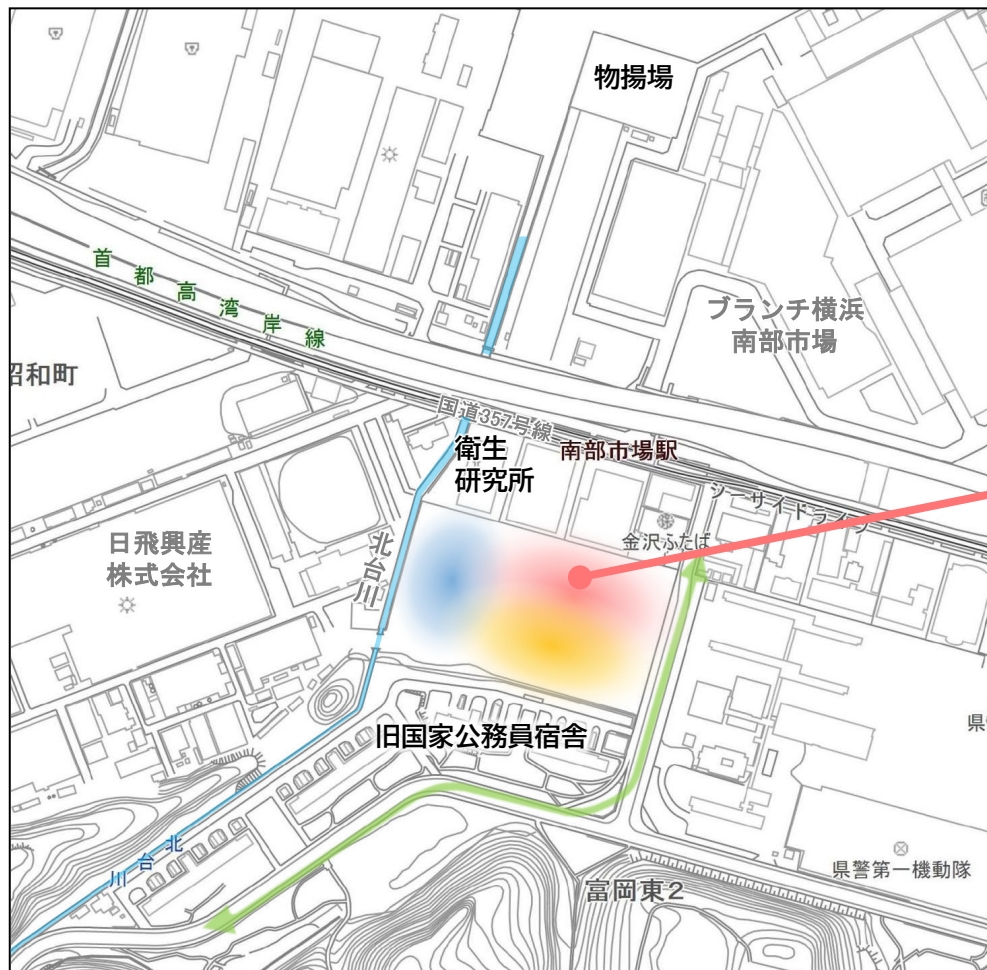 物揚場
首都高湾岸線
ブランチ横浜
南部市場
昭和町
国道357号線
衛生
研究所
南部市場駅
シーサイドライン
金沢ふたば
日飛興産
株式会社
北台川
旧国家公務員宿舎
県
北台川
県警第一機動隊
富岡東2